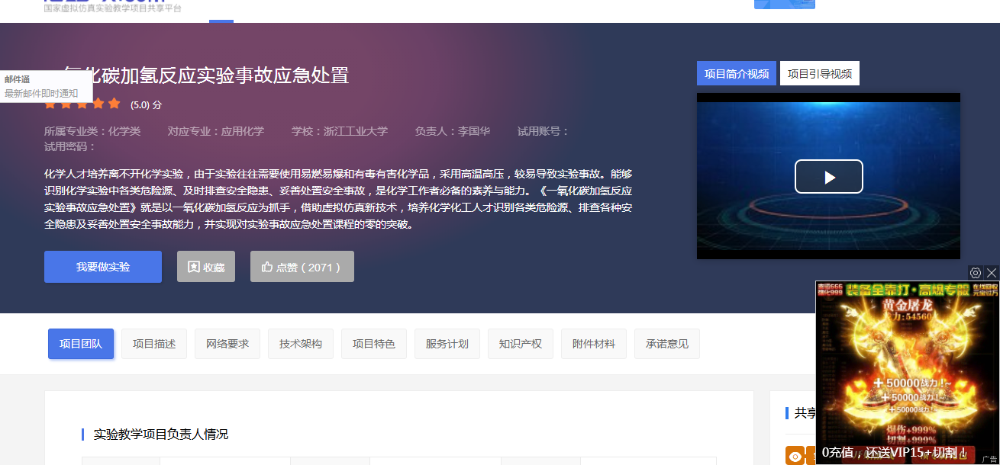 国家虚拟仿真实验教学项目共享平台
氧化碳加氢反应实验事故应急处置
邮件逼
最新邮件即时通知
(5.0) 分
所属专业类：化学类 对应专业：应用化学 学校：浙江工业大学 负责人：李国华 试用账号：
试用密码：
化学人才培养离不开化学实验，由于实验往往需要使用易燃易爆和有毒有害化学品，采用高温高压，较易导致实验事故。能够
识别化学实验中各类危险源、及时排查安全隐患、妥善处置安全事故，是化学工作者必备的素养与能力。《一氧化碳加氢反应
实验事故应急处置》就是以一氧化碳加氢反应为抓手，借助虚拟仿真新技术，培养化学化工人才识别各类危险源、排查各种安
全隐患及妥善处置安全事故能力，并实现对实验事故应急处置课程的零的突破。
我要做实验 收藏 点赞（2071）
项目简介视频 项目引导视频
项目团队 项目描述 网络要求 技术架构 项目特色 服务计划 知识产权 附件材料 承诺意见
实验教学项目负责人情况
共享
装备全靠打·高爆专服
黄金屠龙
力:54560
+50000战力!~
+50000战力!~
+50000战力!
爆伤+999%
切割+999%
0充值，还送VIP15+切割！
广告